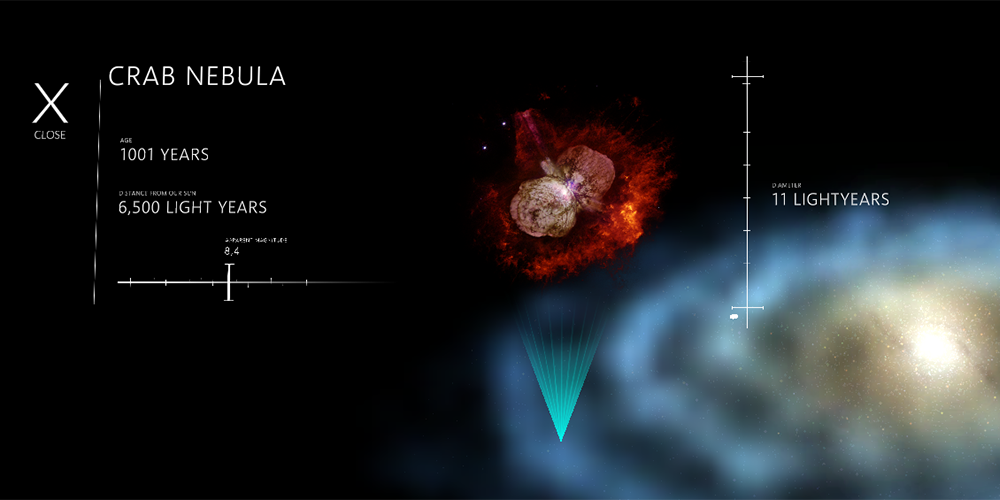 CRAB NEBULA
X
CLOSE
AGE
1001 YEARS
DISTANCE FROM OUR SUN
6,500 LIGHT YEARS
APPARENT MAGNITUDE
8,4
DIAMETER
11 LIGHTYEARS